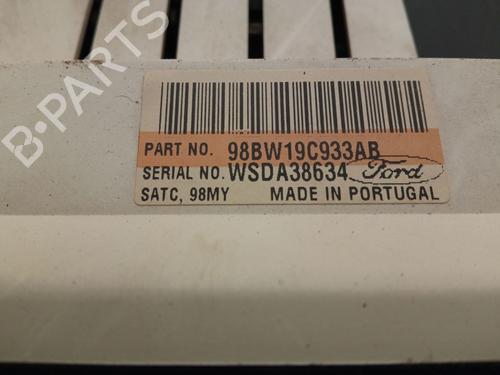 B-PARTS
PART NO. 98BW19C933AB
SERIAL NO. WSDA38634 Ford
SATC, 98MY MADE IN PORTUGAL